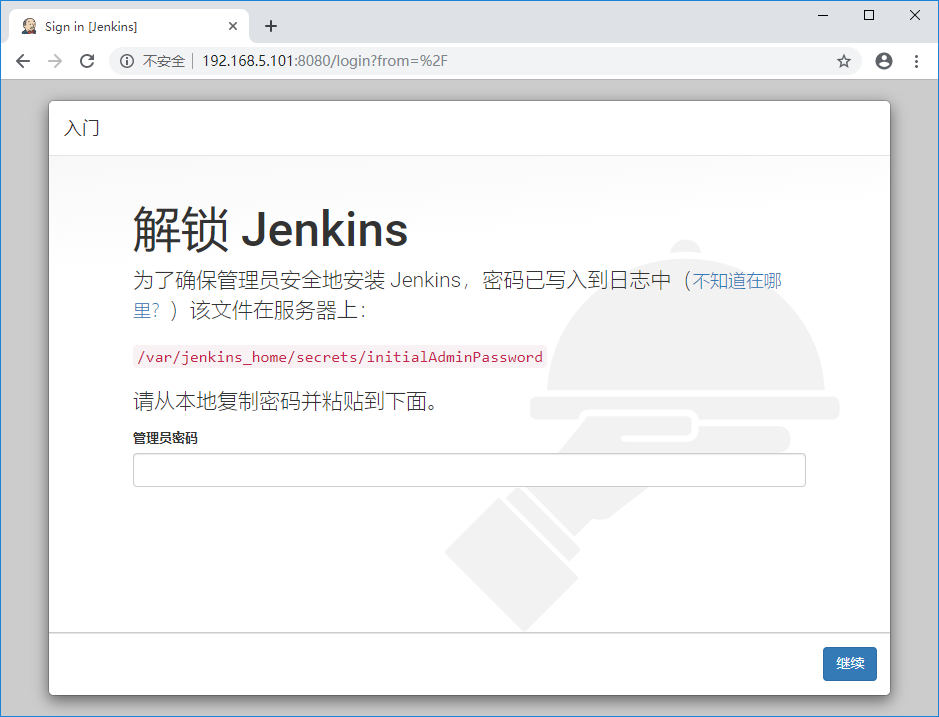 Sign in [Jenkins]
不安全 192.168.5.101:8080/login?from=%2F
入门
解锁 Jenkins
为了确保管理员安全地安装 Jenkins，密码已写入到日志中（不知道在哪
里？）该文件在服务器上：
/var/jenkins_home/secrets/initialAdminPassword
请从本地复制密码并粘贴到下面。
管理员密码
继续